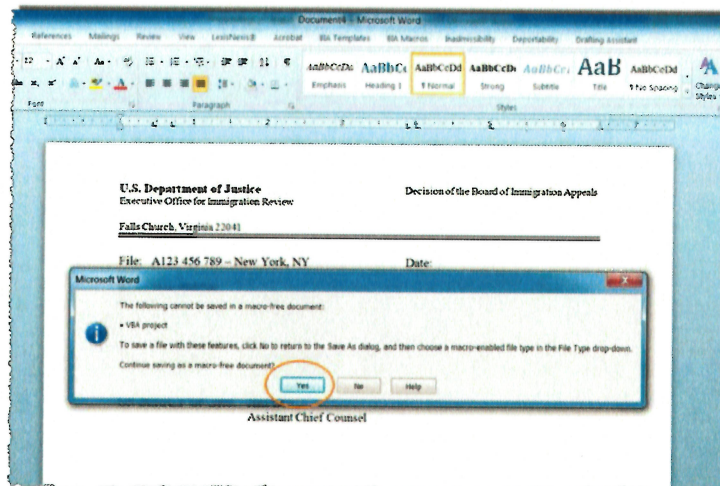 Document4 - Microsoft Word
References Mailings Review View LexisNexis® Acrobat BIA Templates BIA Macros Inadmissibility Deportability Drafting Assistant
12 A A Aa
AaBbCcDd AaBbCc AaBbCcDd AaBbCcDd AaBbCc AaB AaBbCcDd
Emphasis Heading 1 ¶ Normal Strong Subtitle Title ¶ No Spacing Change Styles
Font Paragraph Styles
U.S. Department of Justice
Executive Office for Immigration Review
Decision of the Board of Immigration Appeals
Falls Church, Virginia 22041
File: A123 456 789 – New York, NY Date:
Microsoft Word
The following cannot be saved in a macro-free document:
• VBA project
To save a file with these features, click No to return to the Save As dialog, and then choose a macro-enabled file type in the File Type drop-down.
Continue saving as a macro-free document?
Yes No Help
Assistant Chief Counsel